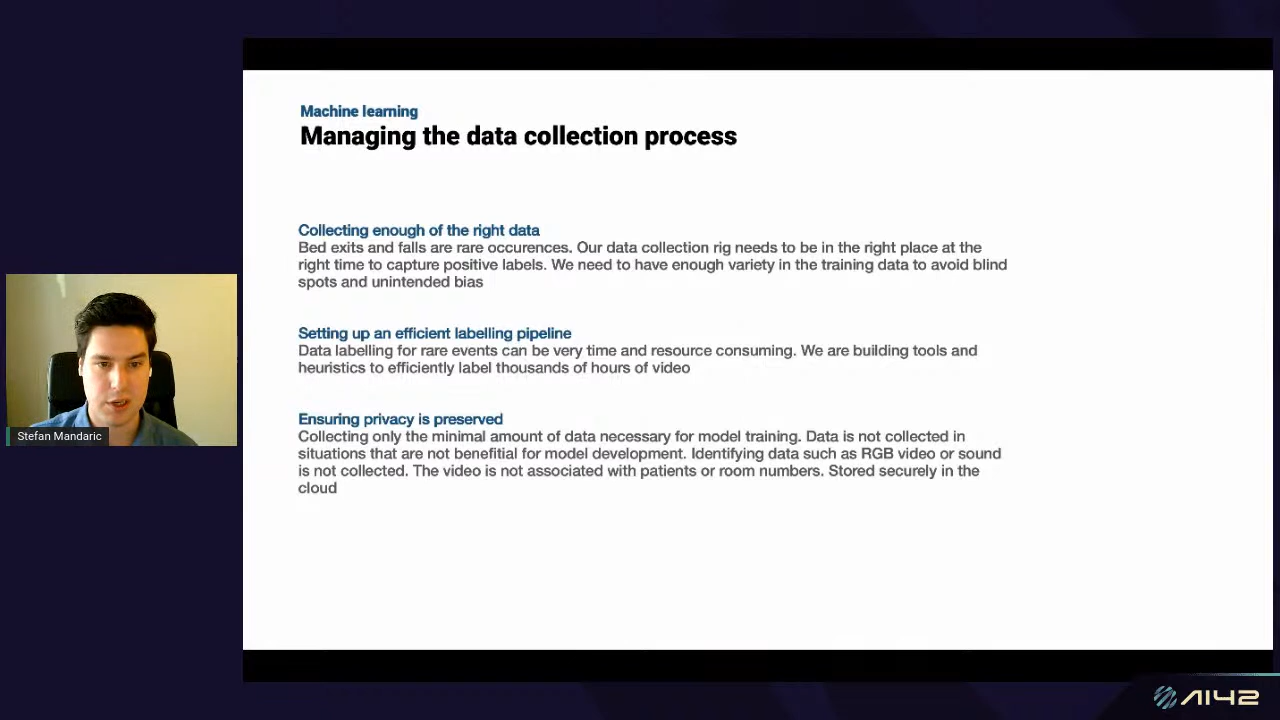 Machine learning
Managing the data collection process
Collecting enough of the right data
Bed exits and falls are rare occurences. Our data collection rig needs to be in the right place at the
right time to capture positive labels. We need to have enough variety in the training data to avoid blind
spots and unintended bias
Setting up an efficient labelling pipeline
Data labelling for rare events can be very time and resource consuming. We are building tools and
heuristics to efficiently label thousands of hours of video
Ensuring privacy is preserved
Collecting only the minimal amount of data necessary for model training. Data is not collected in
situations that are not benefitial for model development. Identifying data such as RGB video or sound
is not collected. The video is not associated with patients or room numbers. Stored securely in the
cloud
Stefan Mandaric
AI42